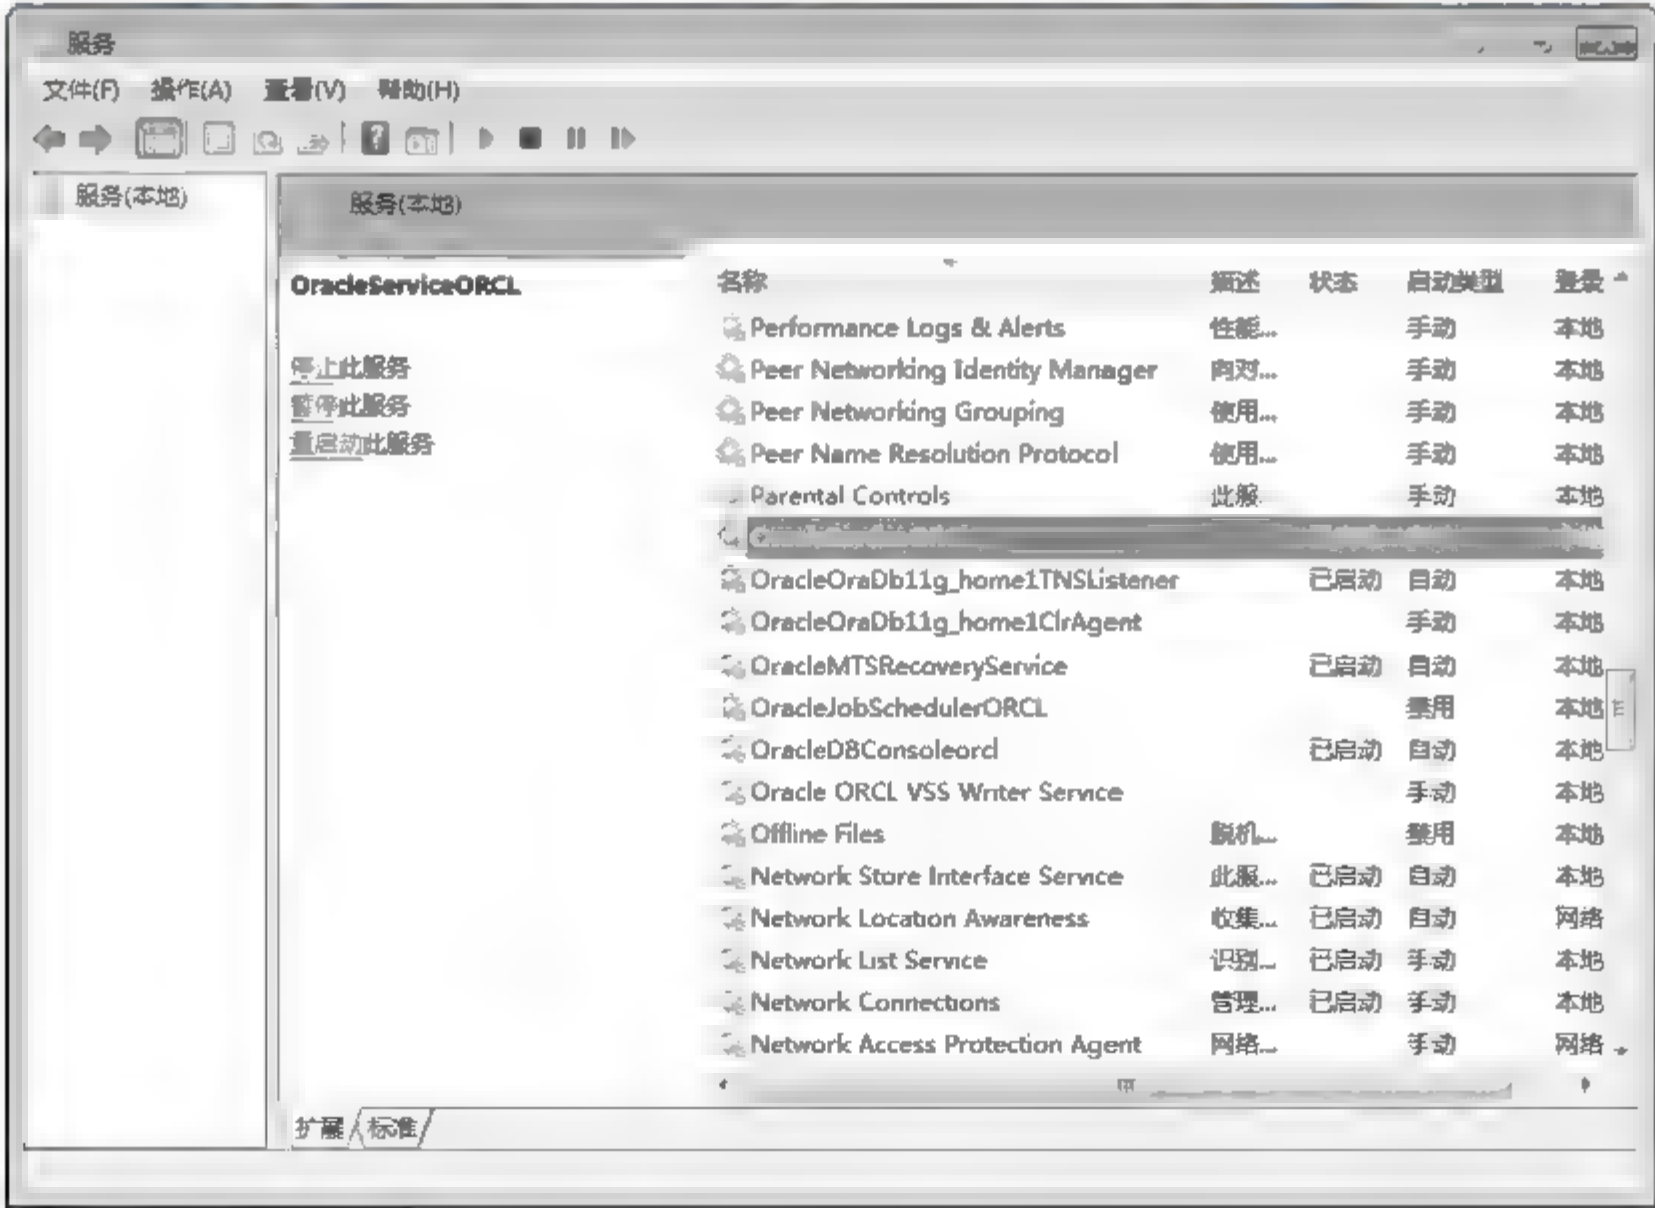 服务
文件(F) 操作(A) 查看(V) 帮助(H)
服务(本地)
服务(本地)
OracleServiceORCL
停止此服务
暂停此服务
重启动此服务
名称 描述 状态 启动类型 登录
Performance Logs & Alerts 性能... 手动 本地
Peer Networking Identity Manager 向对... 手动 本地
Peer Networking Grouping 使用... 手动 本地
Peer Name Resolution Protocol 使用... 手动 本地
Parental Controls 此服. 手动 本地
OracleOraDb11g_home1TNSListener 已启动 自动 本地
OracleOraDb11g_home1ClrAgent 手动 本地
OracleMTSRecoveryService 已启动 自动 本地
OracleJobSchedulerORCL 禁用 本地
OracleDBConsoleorcl 已启动 自动 本地
Oracle ORCL VSS Writer Service 手动 本地
Offline Files 脱机... 禁用 本地
Network Store Interface Service 此服... 已启动 自动 本地
Network Location Awareness 收集... 已启动 自动 网络
Network List Service 识别... 已启动 手动 本地
Network Connections 管理... 已启动 手动 本地
Network Access Protection Agent 网络... 手动 网络
扩展 标准